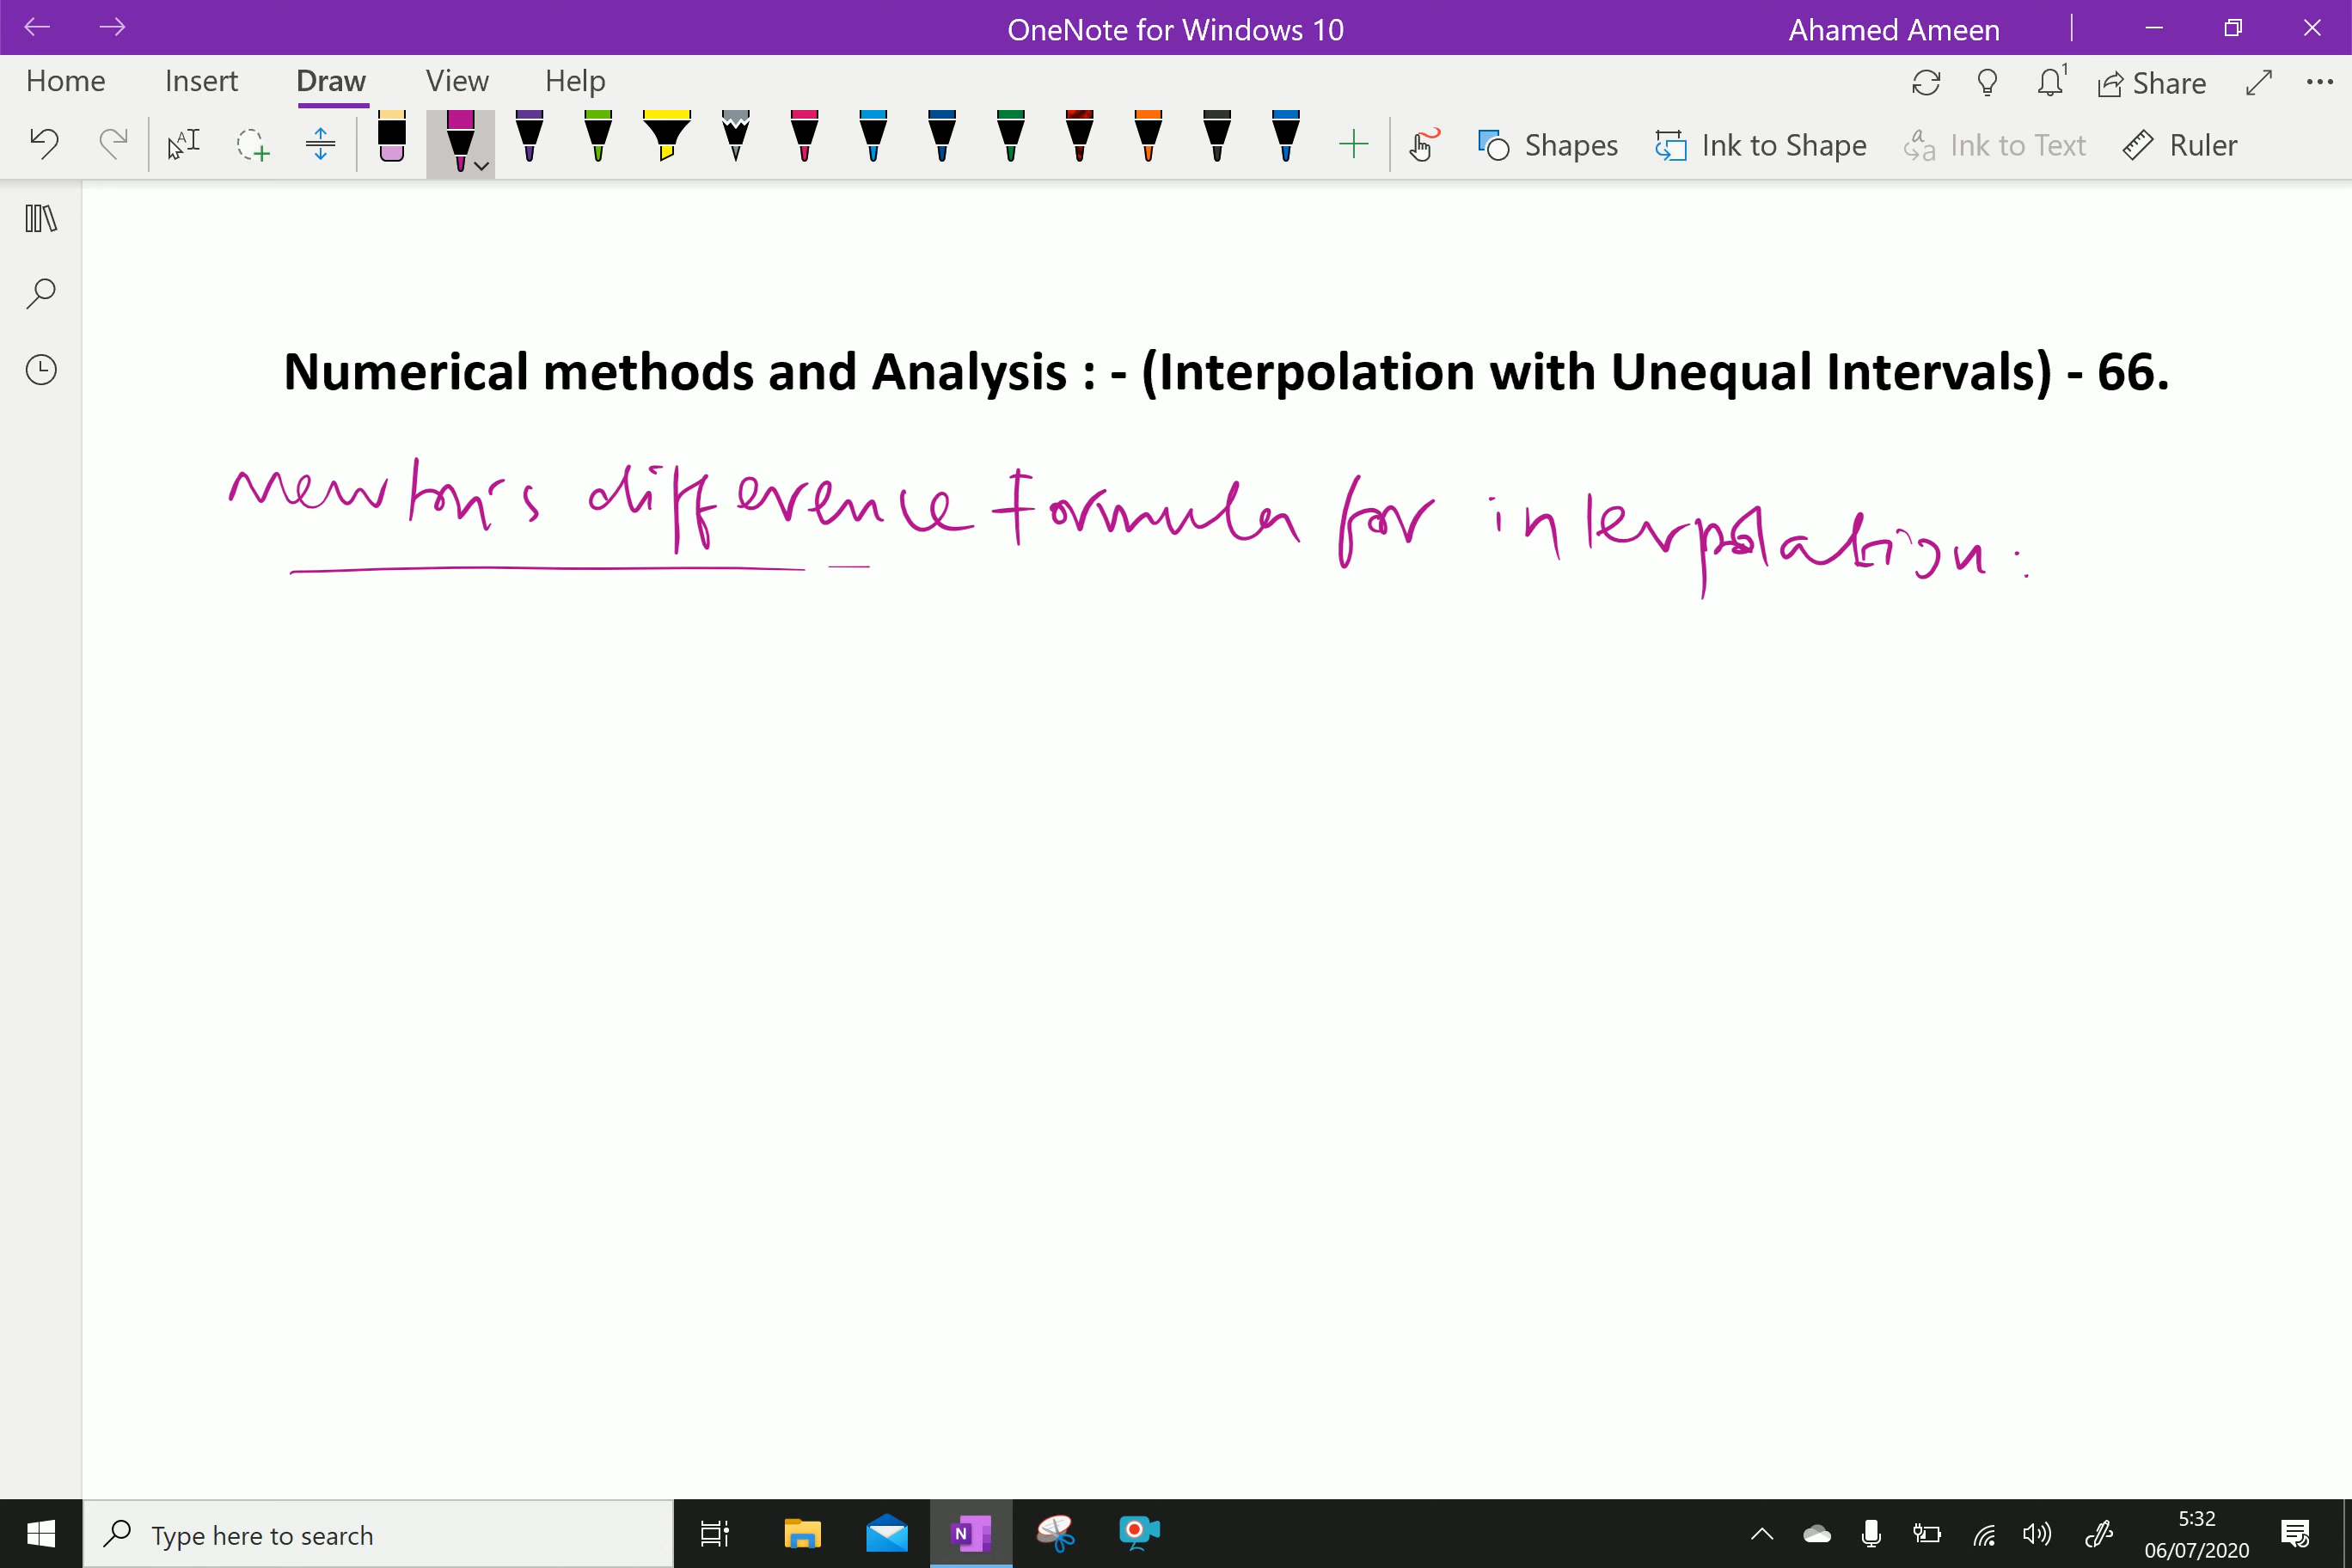 OneNote for Windows 10 Ahamed Ameen
Home Insert Draw View Help 1 Share
Shapes Ink to Shape Ink to Text Ruler
Numerical methods and Analysis : - (Interpolation with Unequal Intervals) - 66.
Newton's difference formula for interpolation :
Type here to search
5:32
06/07/2020